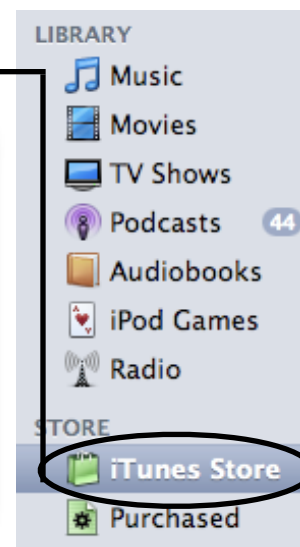 LIBRARY
Music
Movies
TV Shows
Podcasts 44
Audiobooks
iPod Games
Radio
STORE
iTunes Store
Purchased